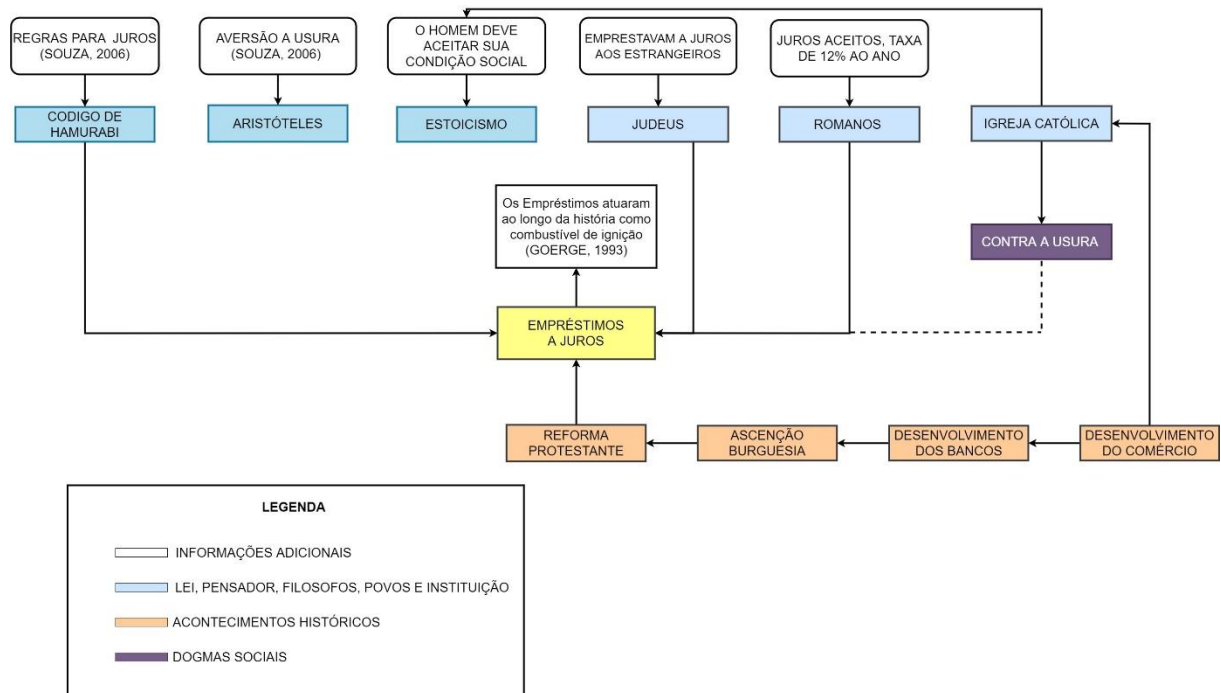 REGRAS PARA JUROS
(SOUZA, 2006)
AVERSÃO A USURA
(SOUZA, 2006)
O HOMEM DEVE
ACEITAR SUA
CONDIÇÃO SOCIAL
EMPRESTAVAM A JUROS
AOS ESTRANGEIROS
JUROS ACEITOS, TAXA
DE 12% AO ANO
CODIGO DE
HAMURABI
ARISTÓTELES
ESTOICISMO
JUDEUS
ROMANOS
IGREJA CATÓLICA
Os Empréstimos atuaram
ao longo da história como
combustível de ignição
(GOERGE, 1993)
CONTRA A USURA
EMPRÉSTIMOS
A JUROS
REFORMA
PROTESTANTE
ASCENÇÃO
BURGUESIA
DESENVOLVIMENTO
DOS BANCOS
DESENVOLVIMENTO
DO COMÉRCIO
LEGENDA
INFORMAÇÕES ADICIONAIS
LEI, PENSADOR, FILOSOFOS, POVOS E INSTITUIÇÃO
ACONTECIMENTOS HISTÓRICOS
DOGMAS SOCIAIS